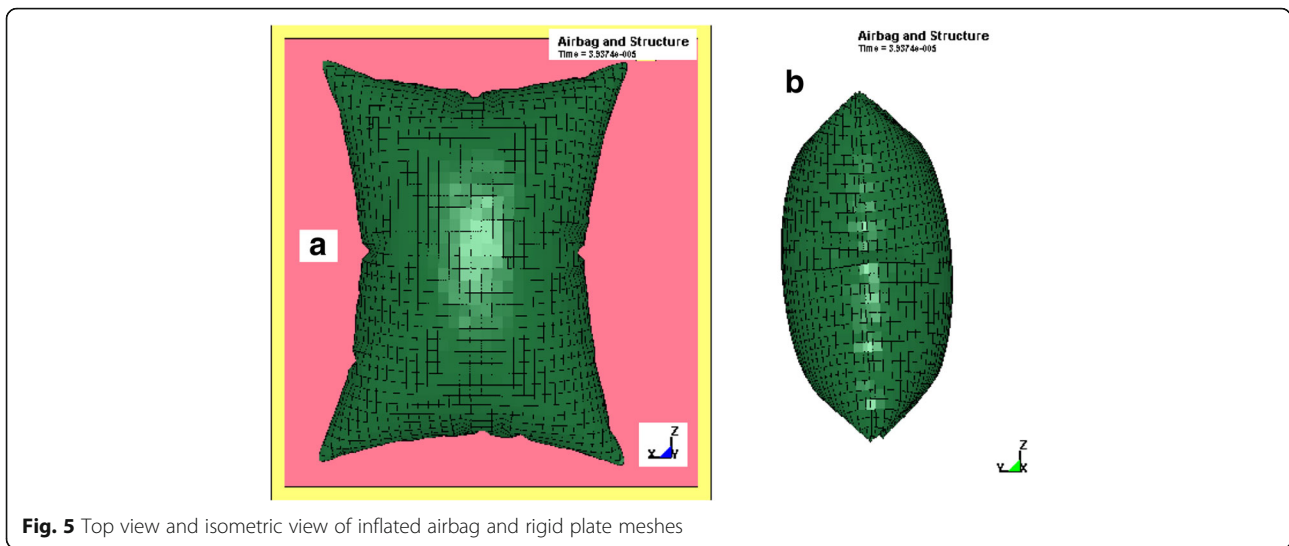 Airbag and Structure
Time = 3.9374e-005
a
Z
X Y
Airbag and Structure
Time = 3.9374e-005
b
Z
Y X
Fig. 5 Top view and isometric view of inflated airbag and rigid plate meshes